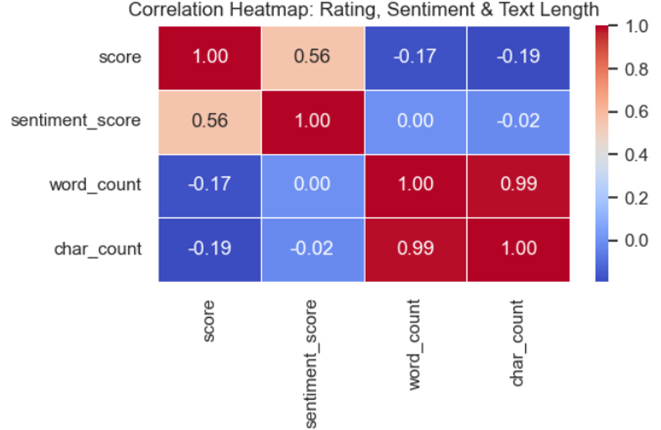 Correlation Heatmap: Rating, Sentiment & Text Length
score 1.00 0.56 -0.17 -0.19
sentiment_score 0.56 1.00 0.00 -0.02
word_count -0.17 0.00 1.00 0.99
char_count -0.19 -0.02 0.99 1.00
score
sentiment_score
word_count
char_count
1.0
0.8
0.6
0.4
0.2
0.0